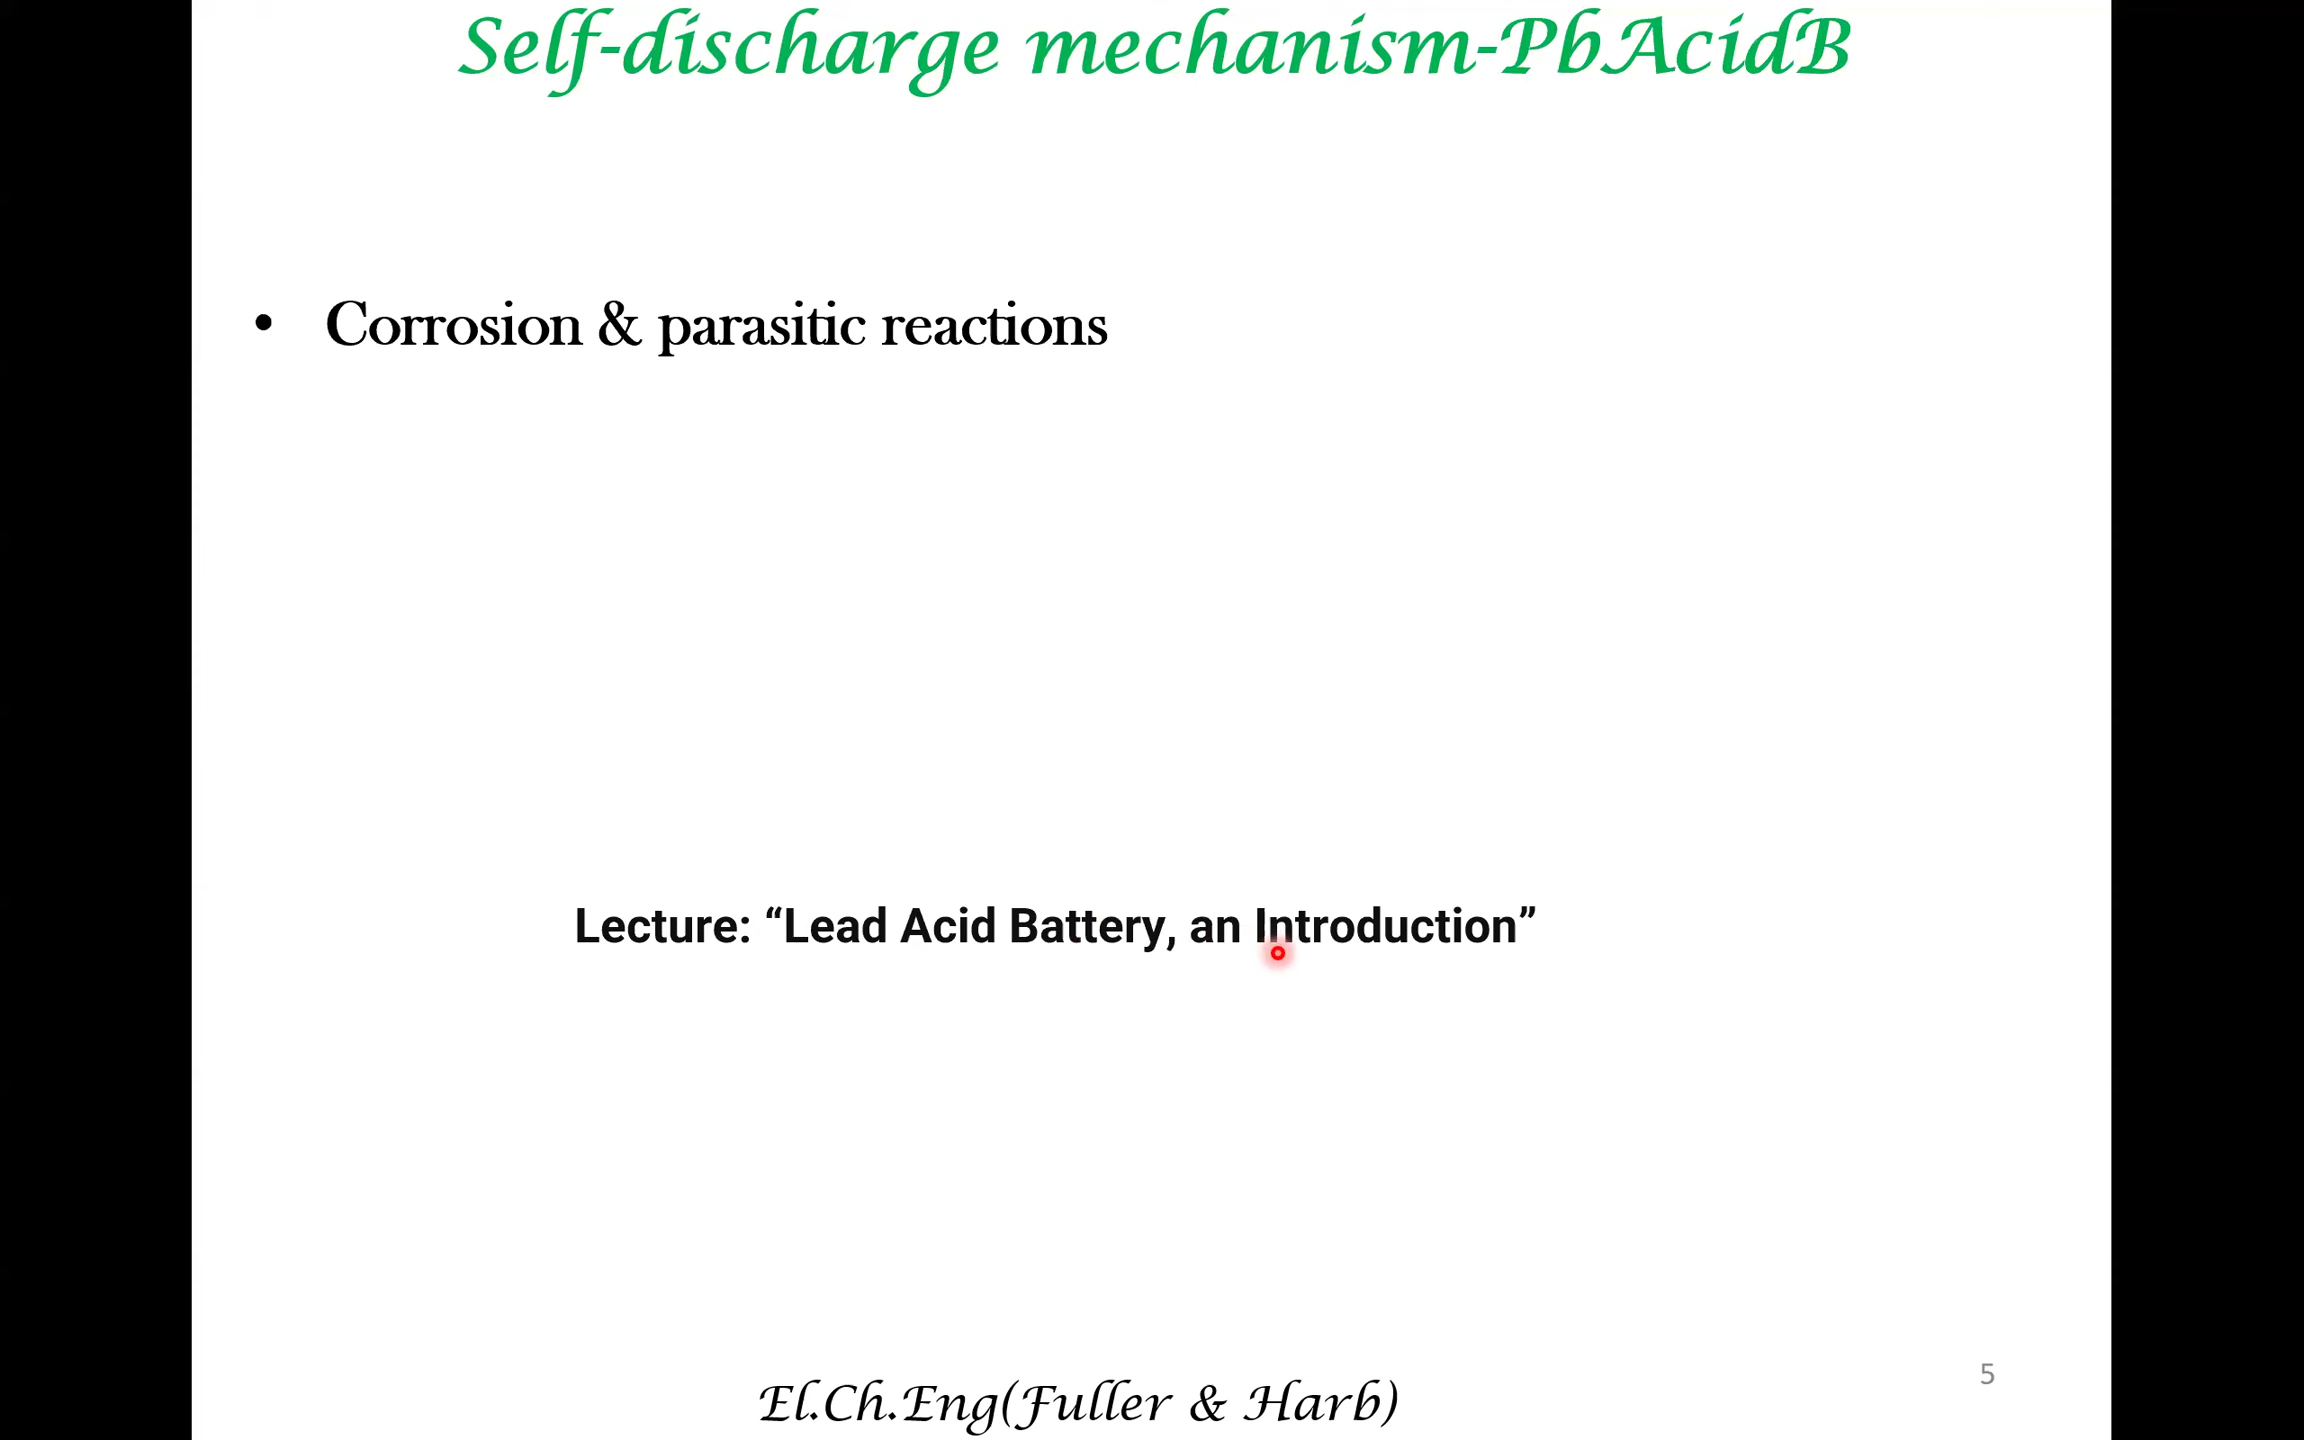 Self-discharge mechanism-PbAcidB
• Corrosion & parasitic reactions
Lecture: “Lead Acid Battery, an Introduction”
El.Ch.Eng(Fuller & Harb)
5